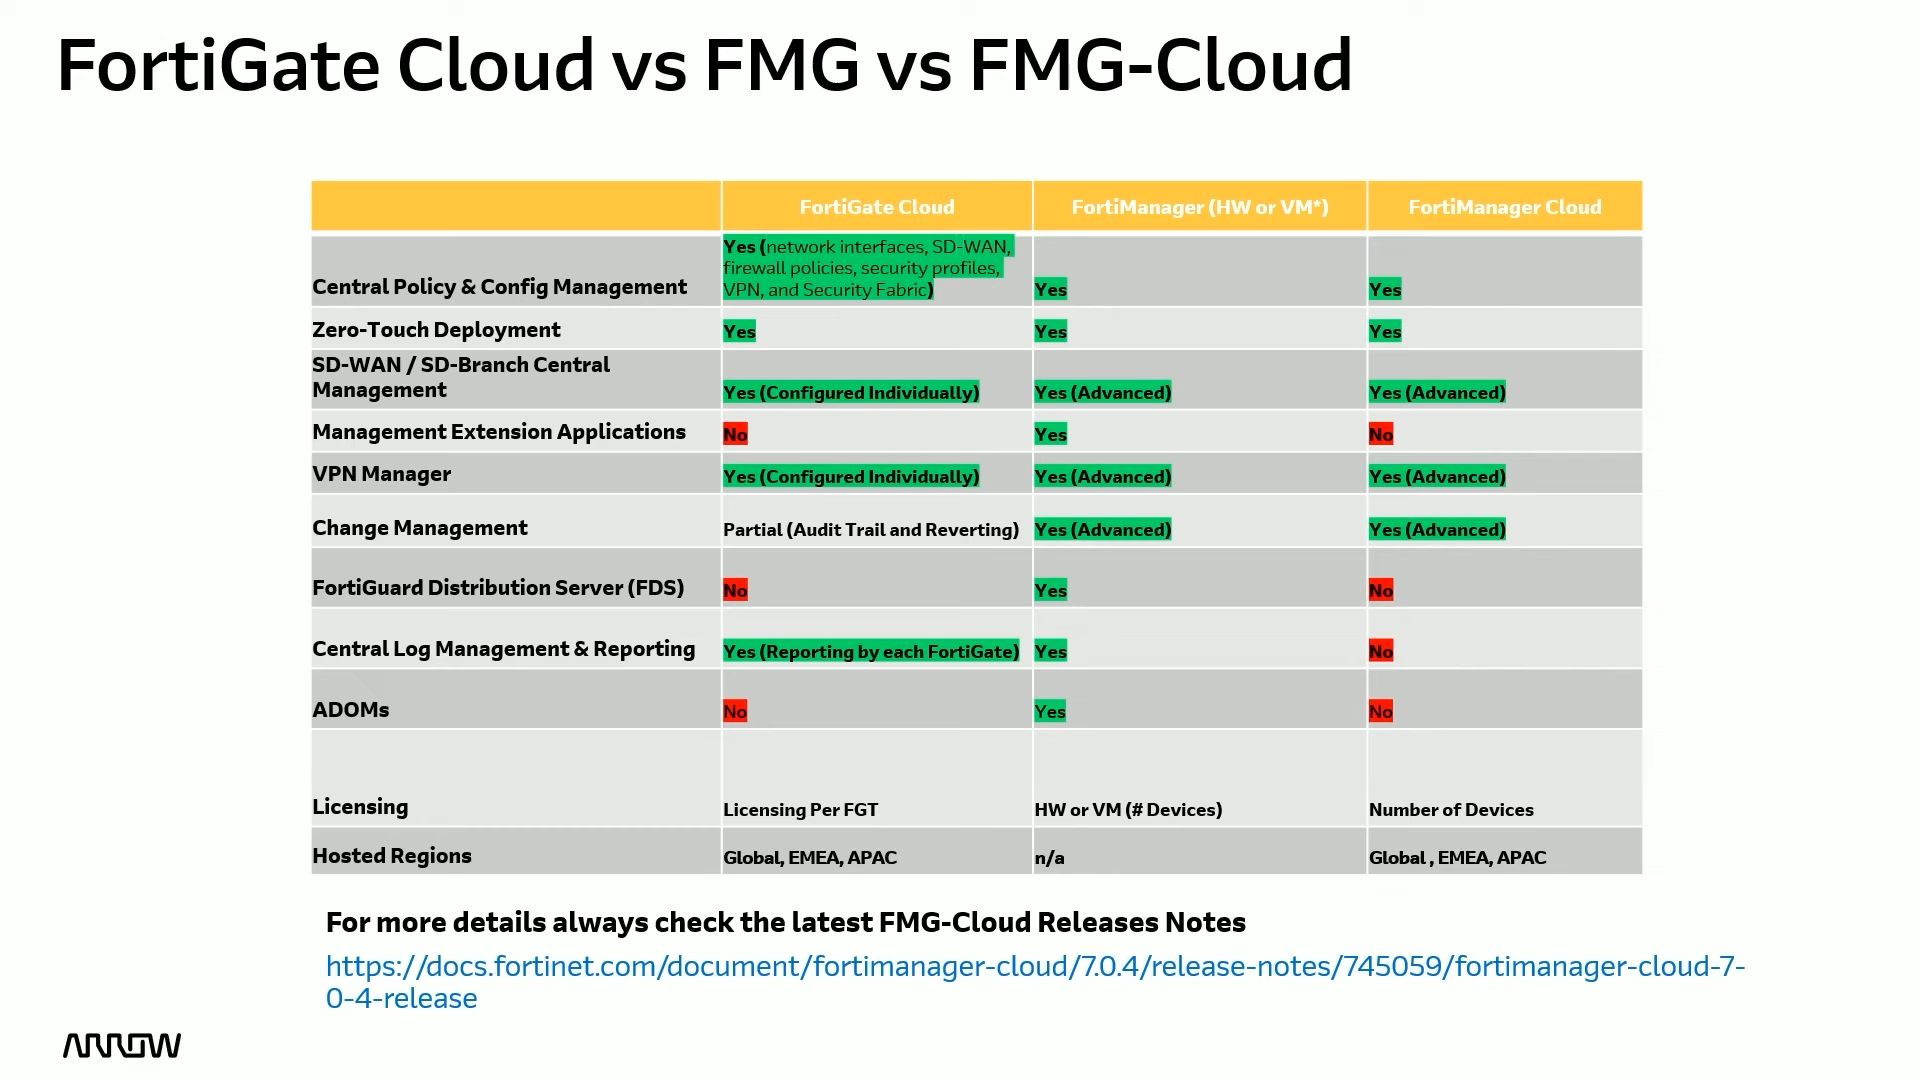 FortiGate Cloud vs FMG vs FMG-Cloud
FortiGate Cloud FortiManager (HW or VM*) FortiManager Cloud
Central Policy & Config Management
Yes (network interfaces, SD-WAN,
firewall policies, security profiles,
VPN, and Security Fabric)
Yes
Yes
Zero-Touch Deployment Yes Yes Yes
SD-WAN / SD-Branch Central
Management
Yes (Configured Individually) Yes (Advanced) Yes (Advanced)
Management Extension Applications No Yes No
VPN Manager Yes (Configured Individually) Yes (Advanced) Yes (Advanced)
Change Management Partial (Audit Trail and Reverting) Yes (Advanced) Yes (Advanced)
FortiGuard Distribution Server (FDS) No Yes No
Central Log Management & Reporting Yes (Reporting by each FortiGate) Yes No
ADOMs No Yes No
Licensing Licensing Per FGT HW or VM (# Devices) Number of Devices
Hosted Regions Global, EMEA, APAC n/a Global , EMEA, APAC
For more details always check the latest FMG-Cloud Releases Notes
https://docs.fortinet.com/document/fortimanager-cloud/7.0.4/release-notes/745059/fortimanager-cloud-7-
0-4-release
ARROW